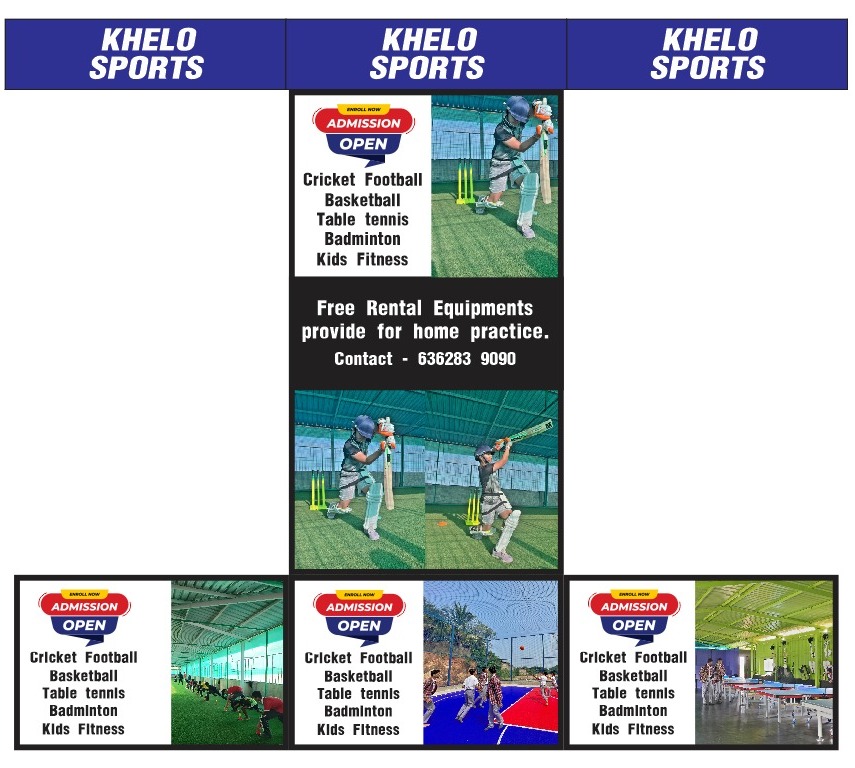 KHELO
SPORTS
KHELO
SPORTS
KHELO
SPORTS
ENROLL NOW
ADMISSION
OPEN
Cricket Football
Basketball
Table tennis
Badminton
Kids Fitness
Free Rental Equipments
provide for home practice.
Contact - 636283 9090
ENROLL NOW
ADMISSION
OPEN
Cricket Football
Basketball
Table tennis
Badminton
Kids Fitness
ENROLL NOW
ADMISSION
OPEN
Cricket Football
Basketball
Table tennis
Badminton
Kids Fitness
ENROLL NOW
ADMISSION
OPEN
Cricket Football
Basketball
Table tennis
Badminton
Kids Fitness